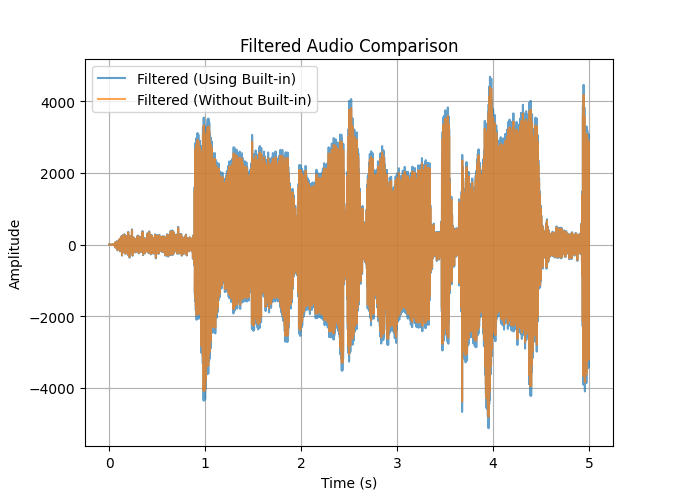 Filtered Audio Comparison
Filtered (Using Built-in)
Filtered (Without Built-in)
4000
2000
0
−2000
−4000
Amplitude
0 1 2 3 4 5
Time (s)